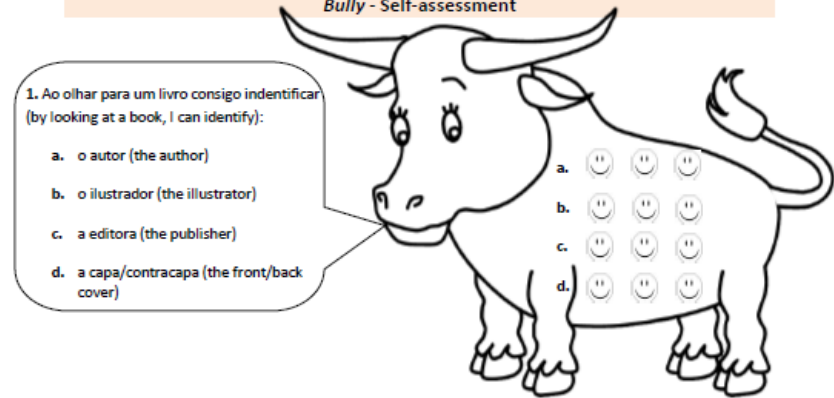 Bully - Self-assessment
1. Ao olhar para um livro consigo indentificar
(by looking at a book, I can identify):
a. o autor (the author)
b. o ilustrador (the illustrator)
c. a editora (the publisher)
d. a capa/contracapa (the front/back
cover)
a.
b.
c.
d.